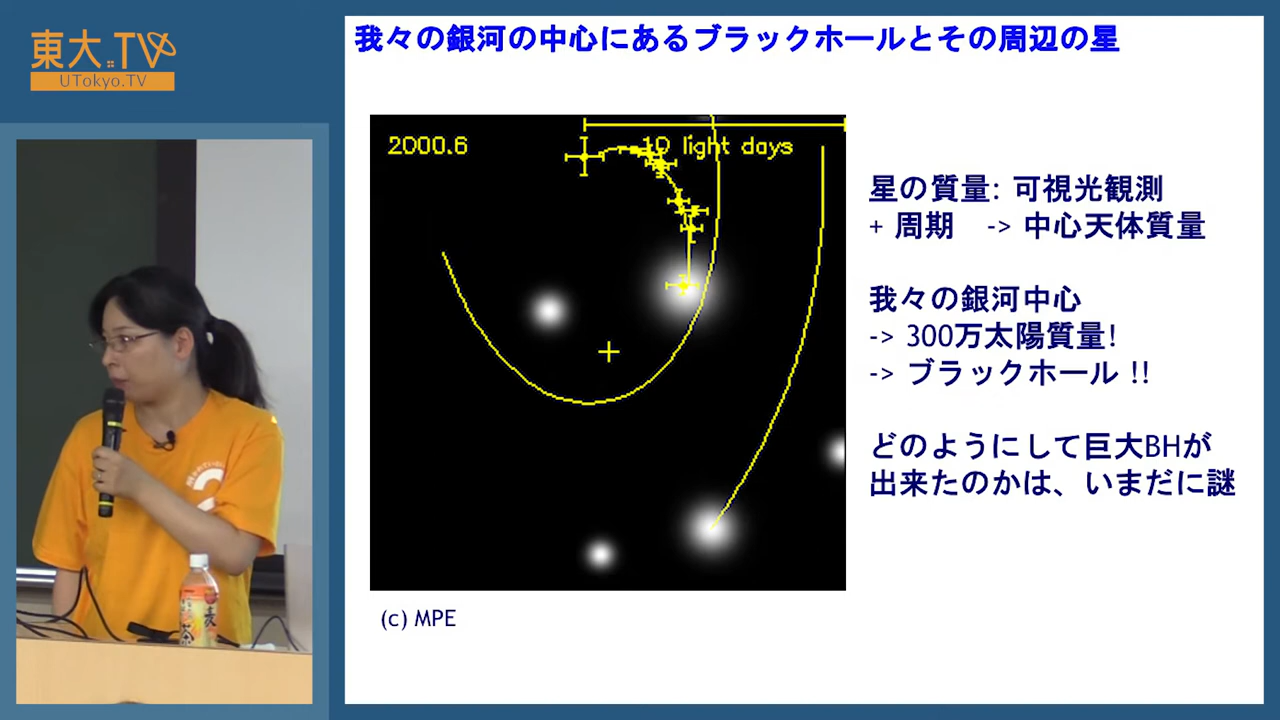 東大.TV
UTokyo.TV
我々の銀河の中心にあるブラックホールとその周辺の星
2000.6
10 light days
星の質量: 可視光観測
+ 周期 -> 中心天体質量
我々の銀河中心
-> 300万太陽質量!
-> ブラックホール !!
どのようにして巨大BHが
出来たのかは、いまだに謎
(c) MPE